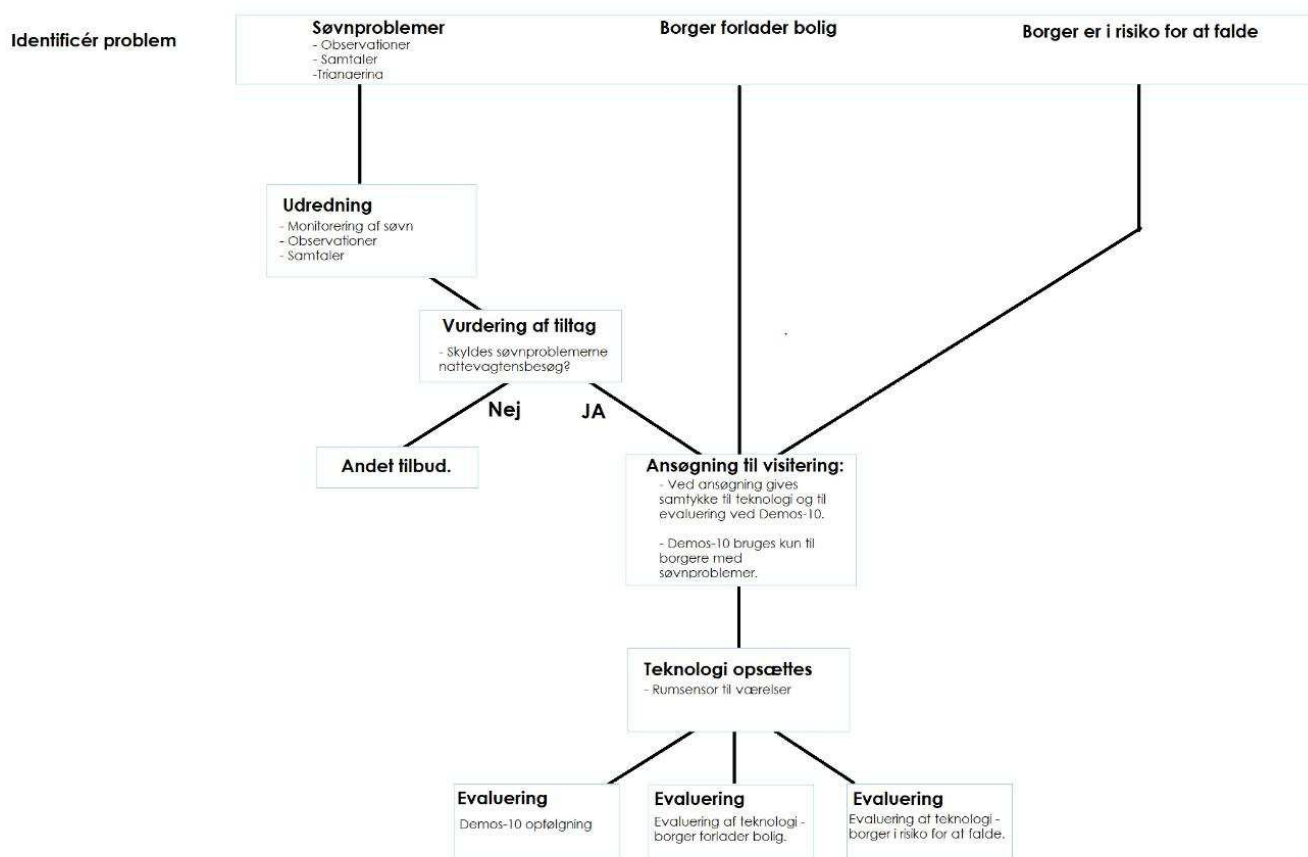 Identificér problem
Søvnproblemer
- Observationer
- Samtaler
Borger forlader bolig
Borger er i risiko for at falde
Udredning
- Monitorering af søvn
- Observationer
- Samtaler
Vurdering af tiltag
- Skyldes søvnproblemerne
nattevagtensbesøg?
Nej
JA
Andet tilbud.
Ansøgning til visitering:
- Ved ansøgning gives
samtykke til teknologi og til
evaluering ved Demos-10.
- Demos-10 bruges kun til
borgere med
søvnproblemer.
Teknologi opsættes
- Rumsensor til værelser
Evaluering
Demos-10 opfølgning
Evaluering
Evaluering af teknologi -
borger forlader bolig.
Evaluering
Evaluering af teknologi -
borger i risiko for at falde.